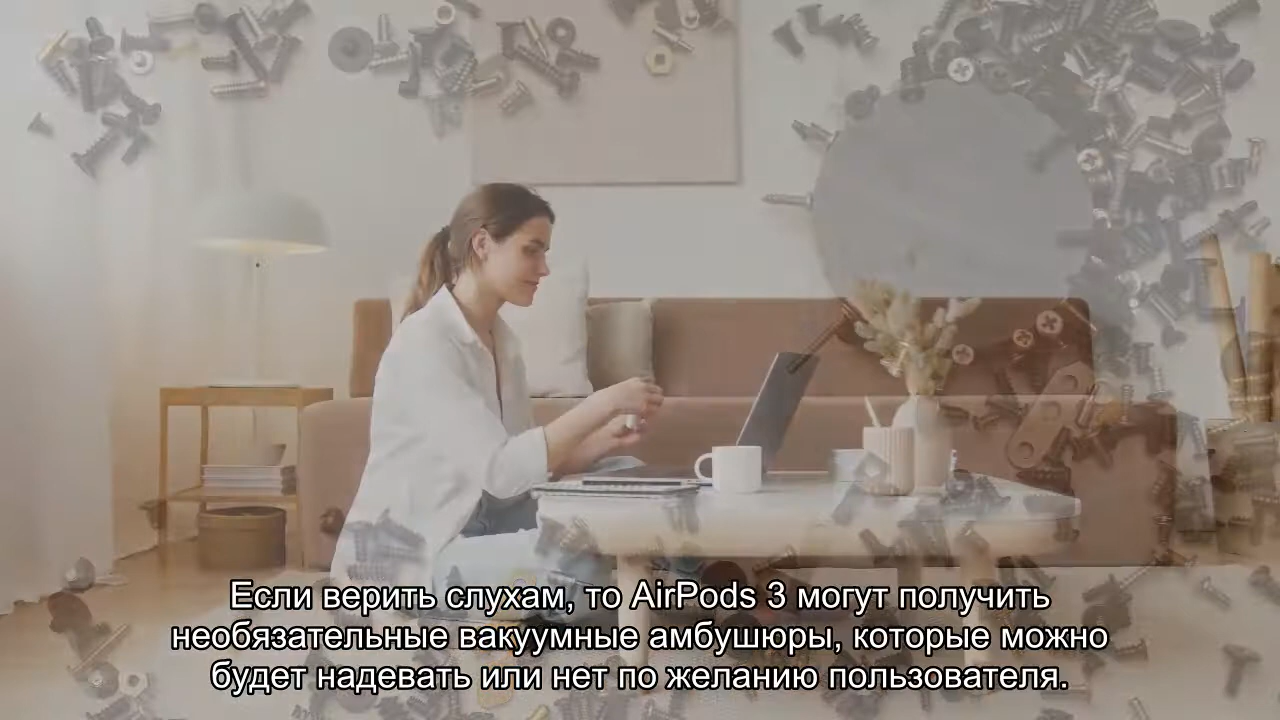 Если верить слухам, то AirPods 3 могут получить
необязательные вакуумные амбушюры, которые можно
будет надевать или нет по желанию пользователя.